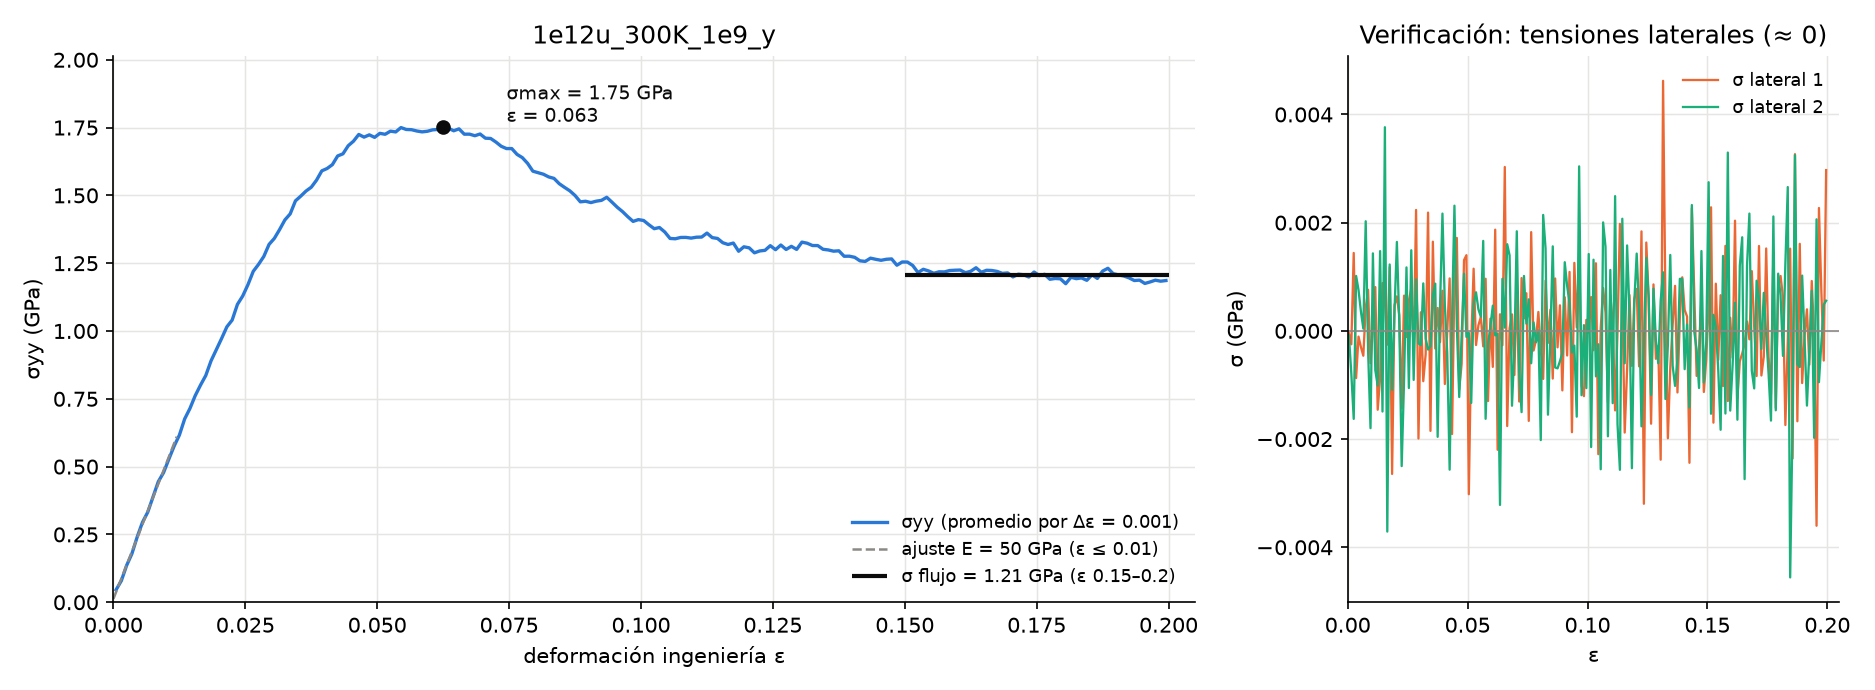 1e12u_300K_1e9_y
σyy (GPa)
2.00
1.75
1.50
1.25
1.00
0.75
0.50
0.25
0.00
σmax = 1.75 GPa
ε = 0.063
σyy (promedio por Δε = 0.001)
ajuste E = 50 GPa (ε ≤ 0.01)
σ flujo = 1.21 GPa (ε 0.15–0.2)
0.000 0.025 0.050 0.075 0.100 0.125 0.150 0.175 0.200
deformación ingeniería ε
Verificación: tensiones laterales (≈ 0)
σ (GPa)
σ lateral 1
σ lateral 2
0.004
0.002
0.000
−0.002
−0.004
0.00 0.05 0.10 0.15 0.20
ε